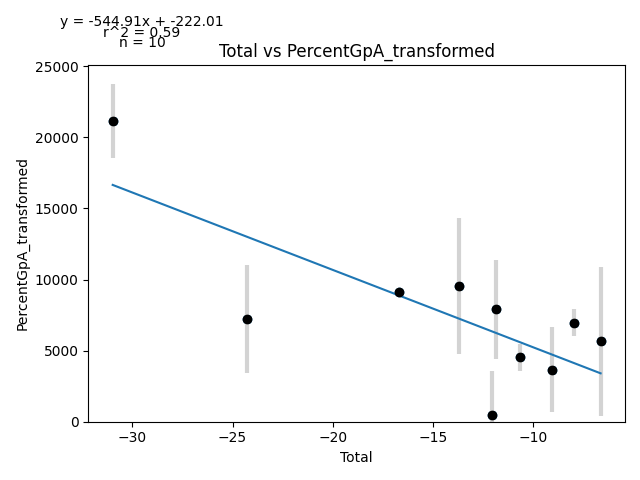 y = -544.91x + -222.01
r^2 = 0.59
n = 10
Total vs PercentGpA_transformed
PercentGpA_transformed
25000
20000
15000
10000
5000
0
−30 −25 −20 −15 −10
Total